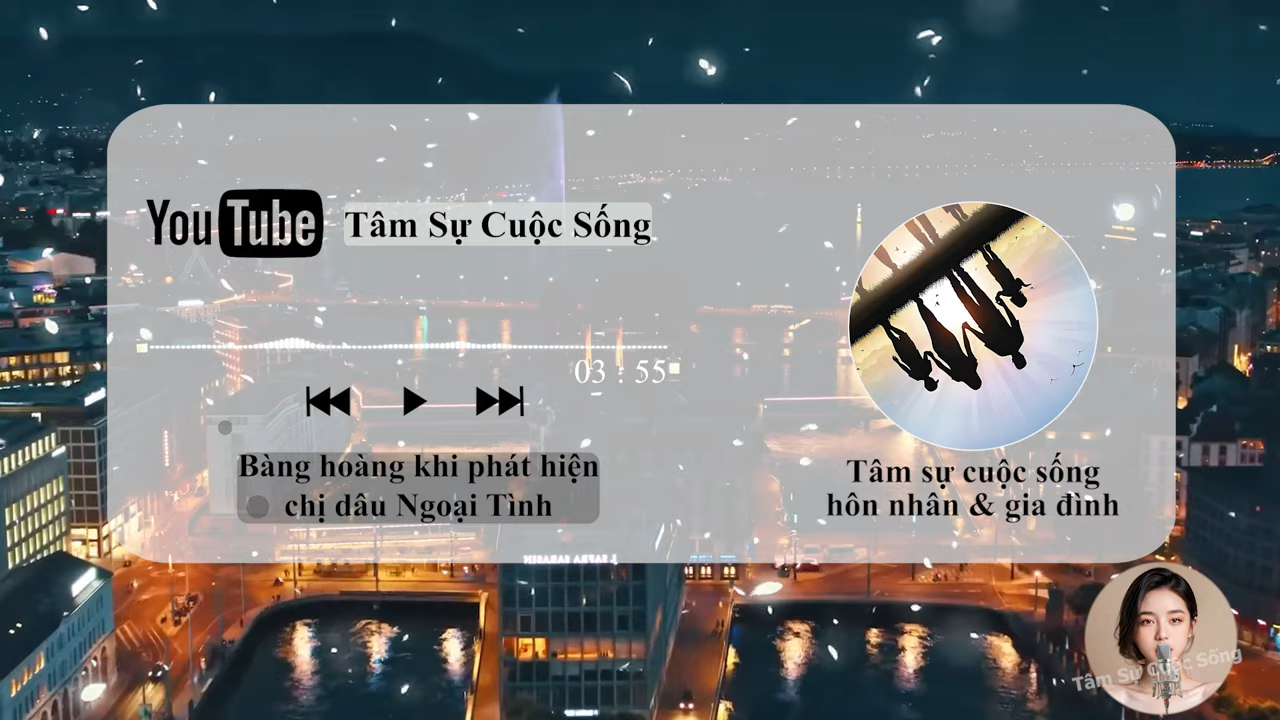 YouTube
Tâm Sự Cuộc Sống
03 : 55
Bàng hoàng khi phát hiện
chị dâu Ngoại Tình
Tâm sự cuộc sống
hôn nhân & gia đình
Tâm Sự Cuộc Sống